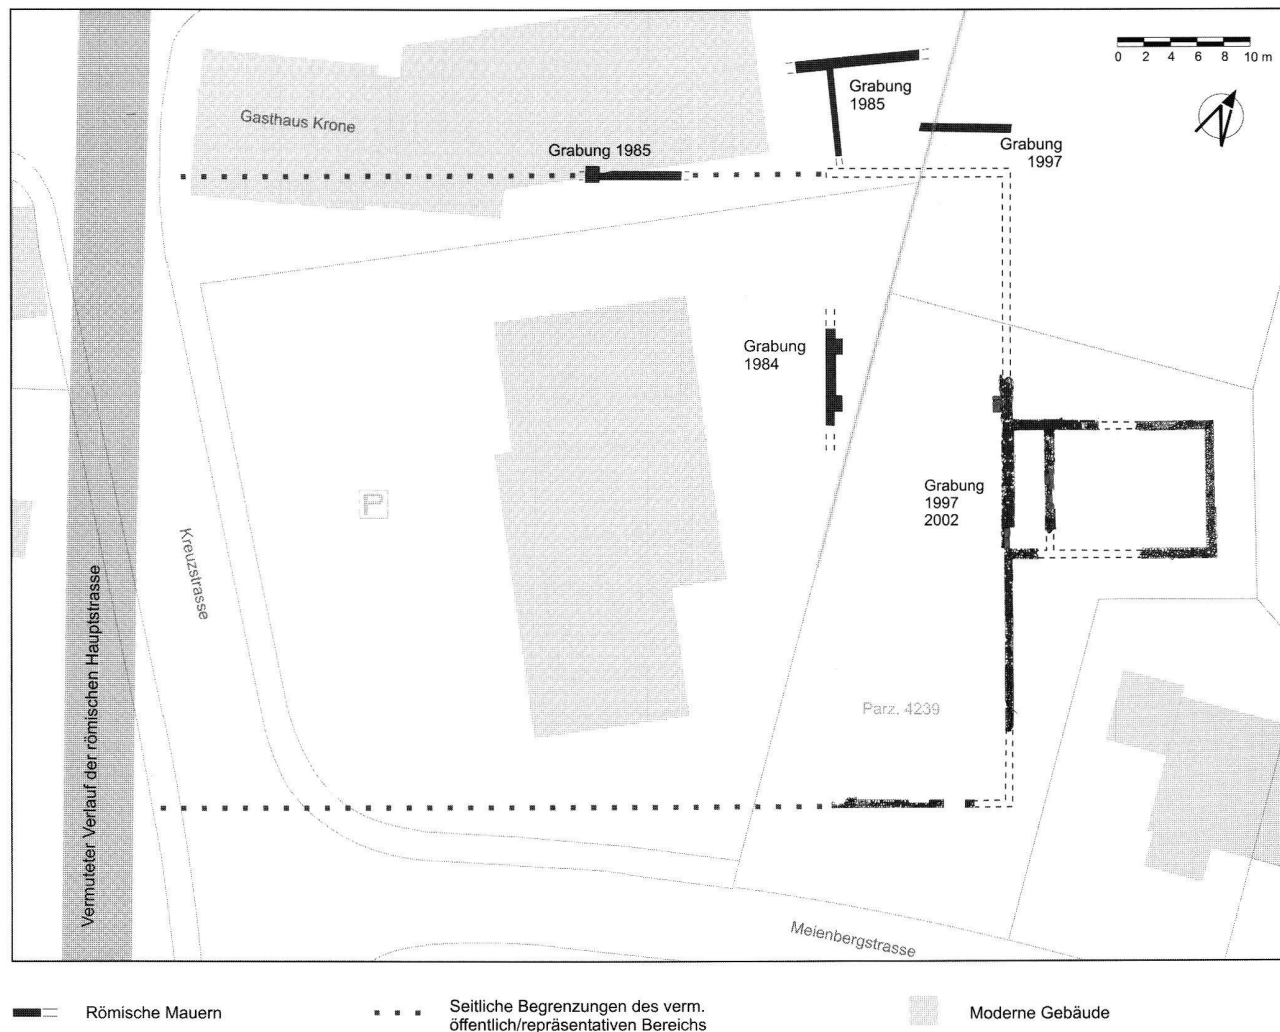 0 2 4 6 8 10 m
Gasthaus Krone
Grabung
1985
Grabung 1985
Grabung
1997
Grabung
1984
Grabung
1997
2002
P
Kreuzstrasse
Vermuteter Verlauf der römischen Hauptstrasse
Parz. 4239
Meienbergstrasse
Römische Mauern
Seitliche Begrenzungen des verm.
öffentlich/repräsentativen Bereichs
Moderne Gebäude